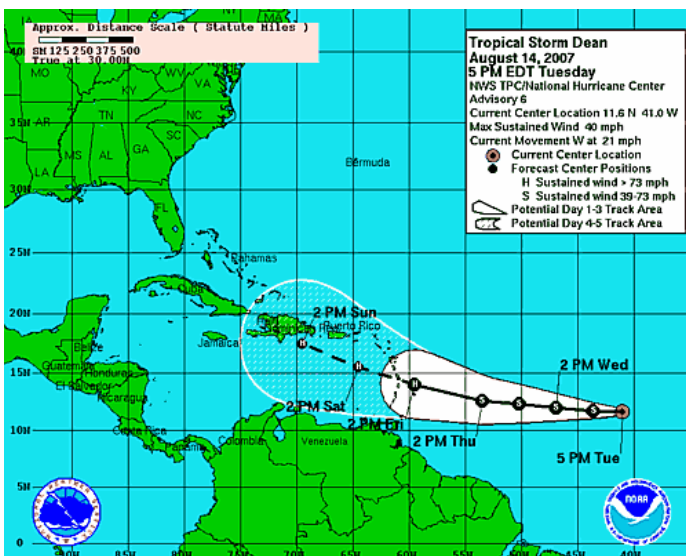 Approx. Distance Scale ( Statute Miles )
SM 125 250 375 500
True at 30.00N
Tropical Storm Dean
August 14, 2007
5 PM EDT Tuesday
NWS TPC/National Hurricane Center
Advisory 6
Current Center Location 11.6 N 41.0 W
Max Sustained Wind 40 mph
Current Movement W at 21 mph
Current Center Location
Forecast Center Positions
H Sustained wind > 73 mph
S Sustained wind 39-73 mph
Potential Day 1-3 Track Area
Potential Day 4-5 Track Area
MA
MO
KY
WV
VA
TN
NC
AR
SC
MS
AL
GA
LA
FL
35N
30N
25N
20N
15N
10N
5N
0
Bermuda
Bahamas
Cuba
Jamaica
Puerto Rico
Belize
Guatemala
Honduras
El Salvador
Nicaragua
Costa Rica
Panama
Colombia
Venezuela
2 PM Sun
2 PM Sat
2 PM Fri
2 PM Thu
2 PM Wed
5 PM Tue
H
H
H
S
S
S
S
NOAA